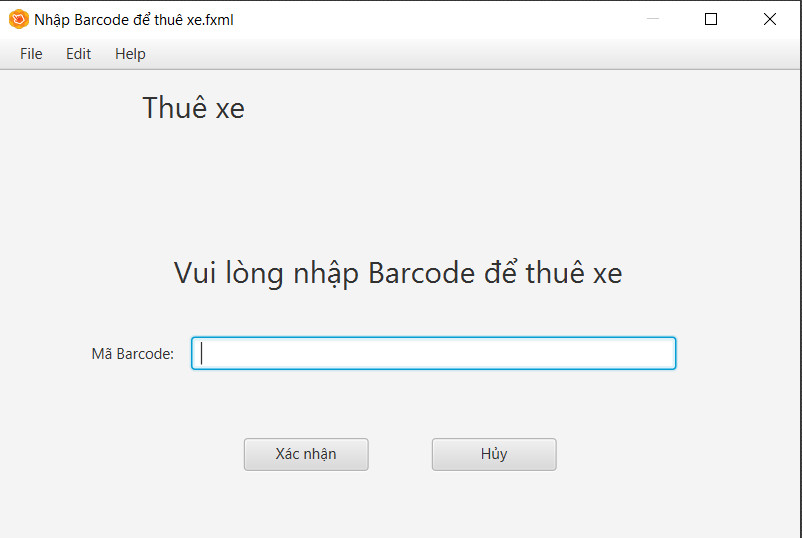 Nhập Barcode để thuê xe.fxml
File Edit Help
Thuê xe
Vui lòng nhập Barcode để thuê xe
Mã Barcode:
Xác nhận Hủy